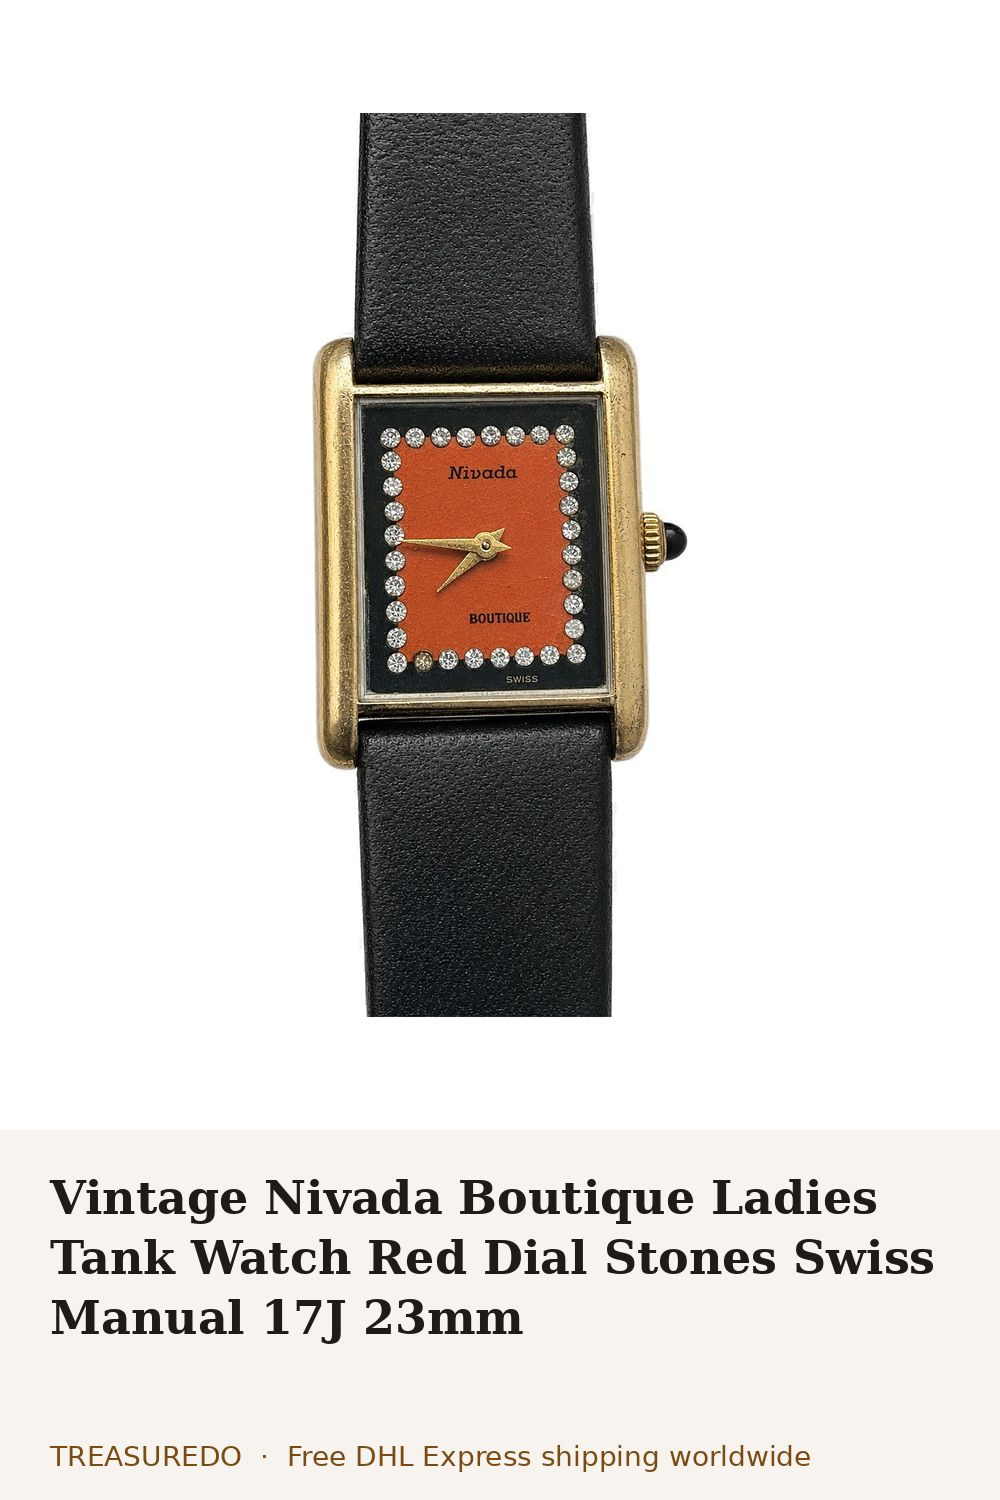 Nivada
BOUTIQUE
SWISS
Vintage Nivada Boutique Ladies
Tank Watch Red Dial Stones Swiss
Manual 17J 23mm
TREASUREDO · Free DHL Express shipping worldwide